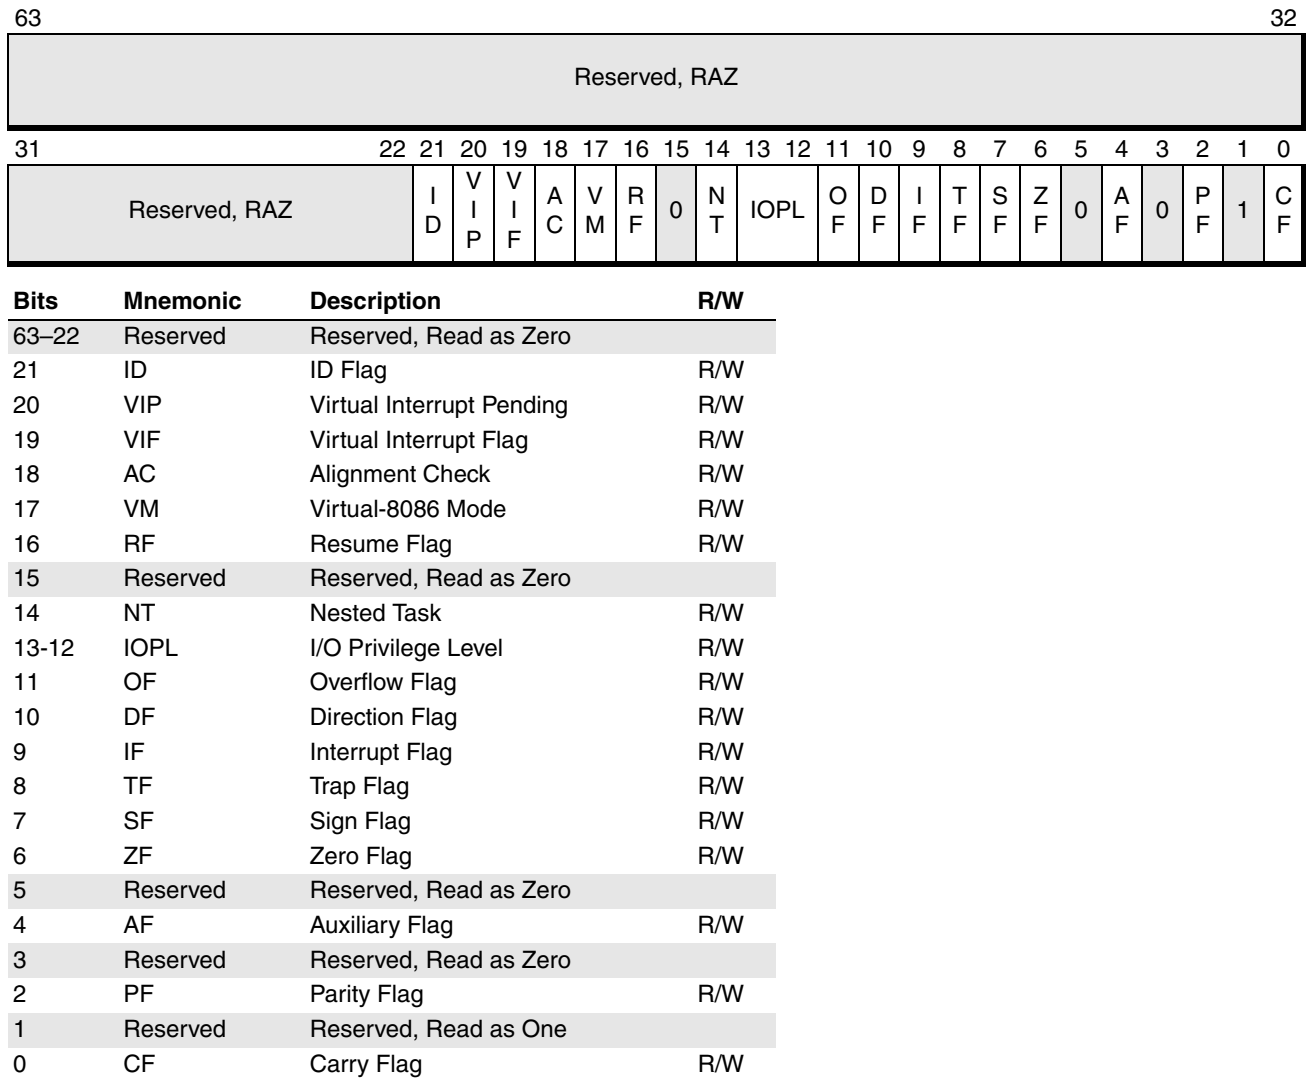 63 32
Reserved, RAZ
31 22 21 20 19 18 17 16 15 14 13 12 11 10 9 8 7 6 5 4 3 2 1 0
Reserved, RAZ ID VIP VIF AC VM RF 0 NT IOPL OF DF IF TF SF ZF 0 AF 0 PF 1 CF
Bits Mnemonic Description R/W
63–22 Reserved Reserved, Read as Zero
21 ID ID Flag R/W
20 VIP Virtual Interrupt Pending R/W
19 VIF Virtual Interrupt Flag R/W
18 AC Alignment Check R/W
17 VM Virtual-8086 Mode R/W
16 RF Resume Flag R/W
15 Reserved Reserved, Read as Zero
14 NT Nested Task R/W
13-12 IOPL I/O Privilege Level R/W
11 OF Overflow Flag R/W
10 DF Direction Flag R/W
9 IF Interrupt Flag R/W
8 TF Trap Flag R/W
7 SF Sign Flag R/W
6 ZF Zero Flag R/W
5 Reserved Reserved, Read as Zero
4 AF Auxiliary Flag R/W
3 Reserved Reserved, Read as Zero
2 PF Parity Flag R/W
1 Reserved Reserved, Read as One
0 CF Carry Flag R/W